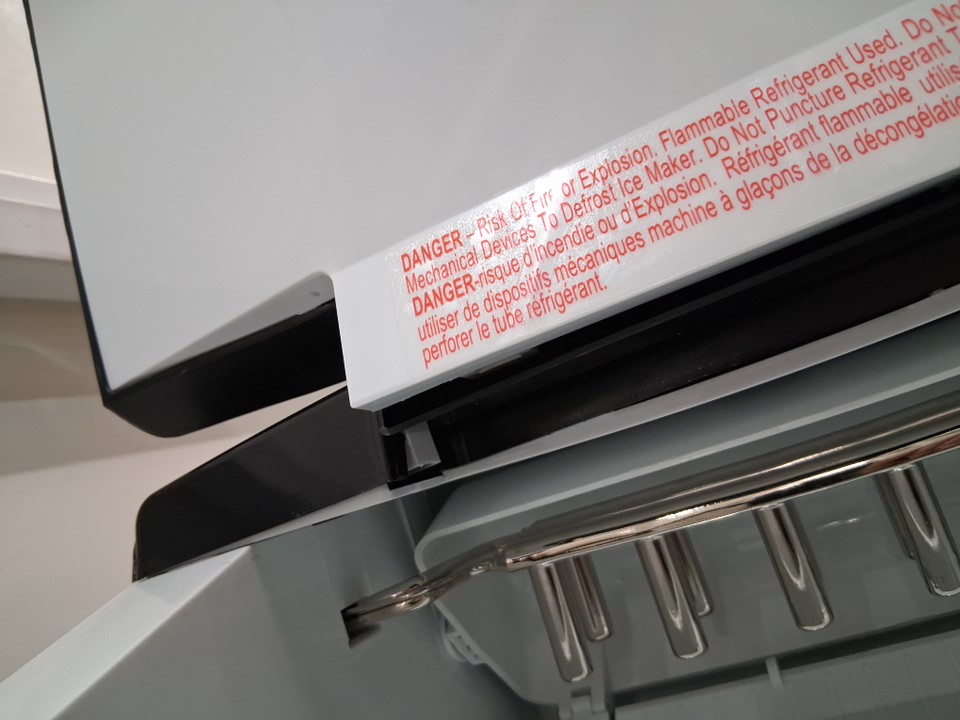 DANGER – Risk Of Fire or Explosion. Flammable Refrigerant Used. Do No
Mechanical Devices To Defrost Ice Maker. Do Not Puncture Refrigerant T
DANGER-risque d'incendie ou d'Explosion. Réfrigérant flammable utilis
utiliser de dispositifs mécaniques machine à glaçons de la décongélatio
perforer le tube réfrigérant.